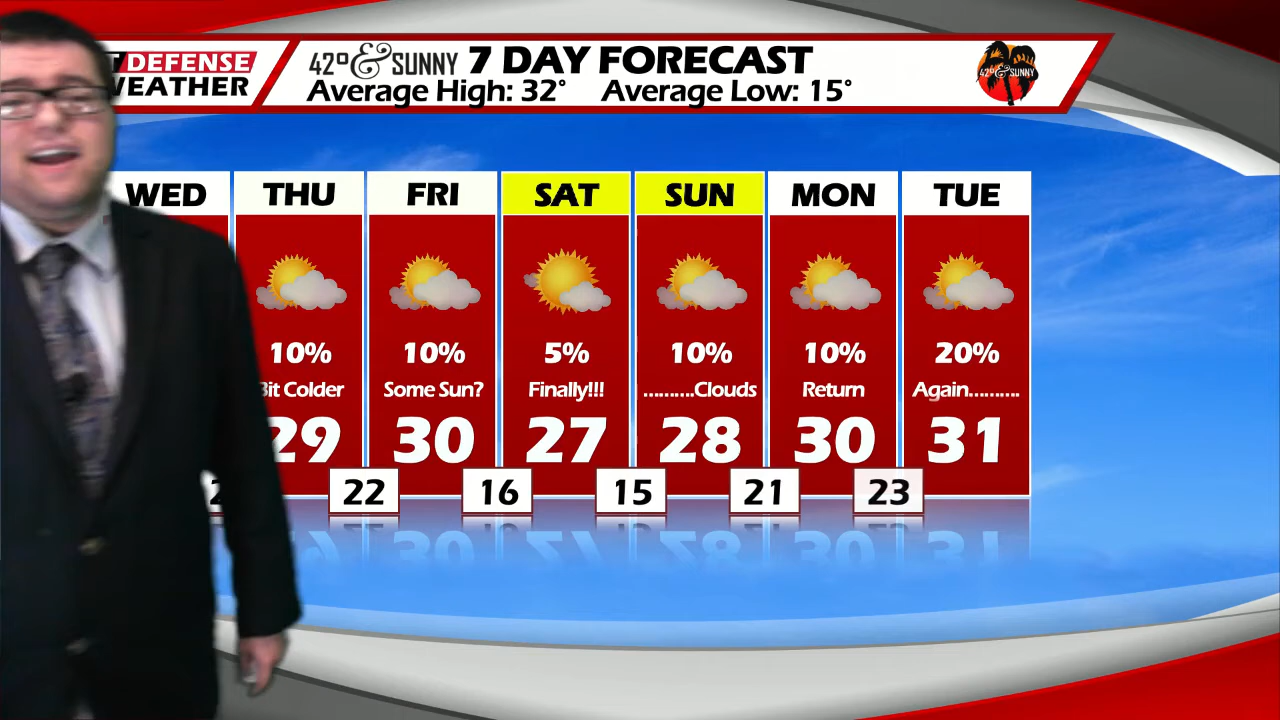 DEFENSE
WEATHER
42° & SUNNY 7 DAY FORECAST
Average High: 32° Average Low: 15°
42° & SUNNY
WED THU FRI SAT SUN MON TUE
10% 10% 5% 10% 10% 20%
Bit Colder Some Sun? Finally!!! ..........Clouds Return Again..........
29 30 27 28 30 31
22 16 15 21 23